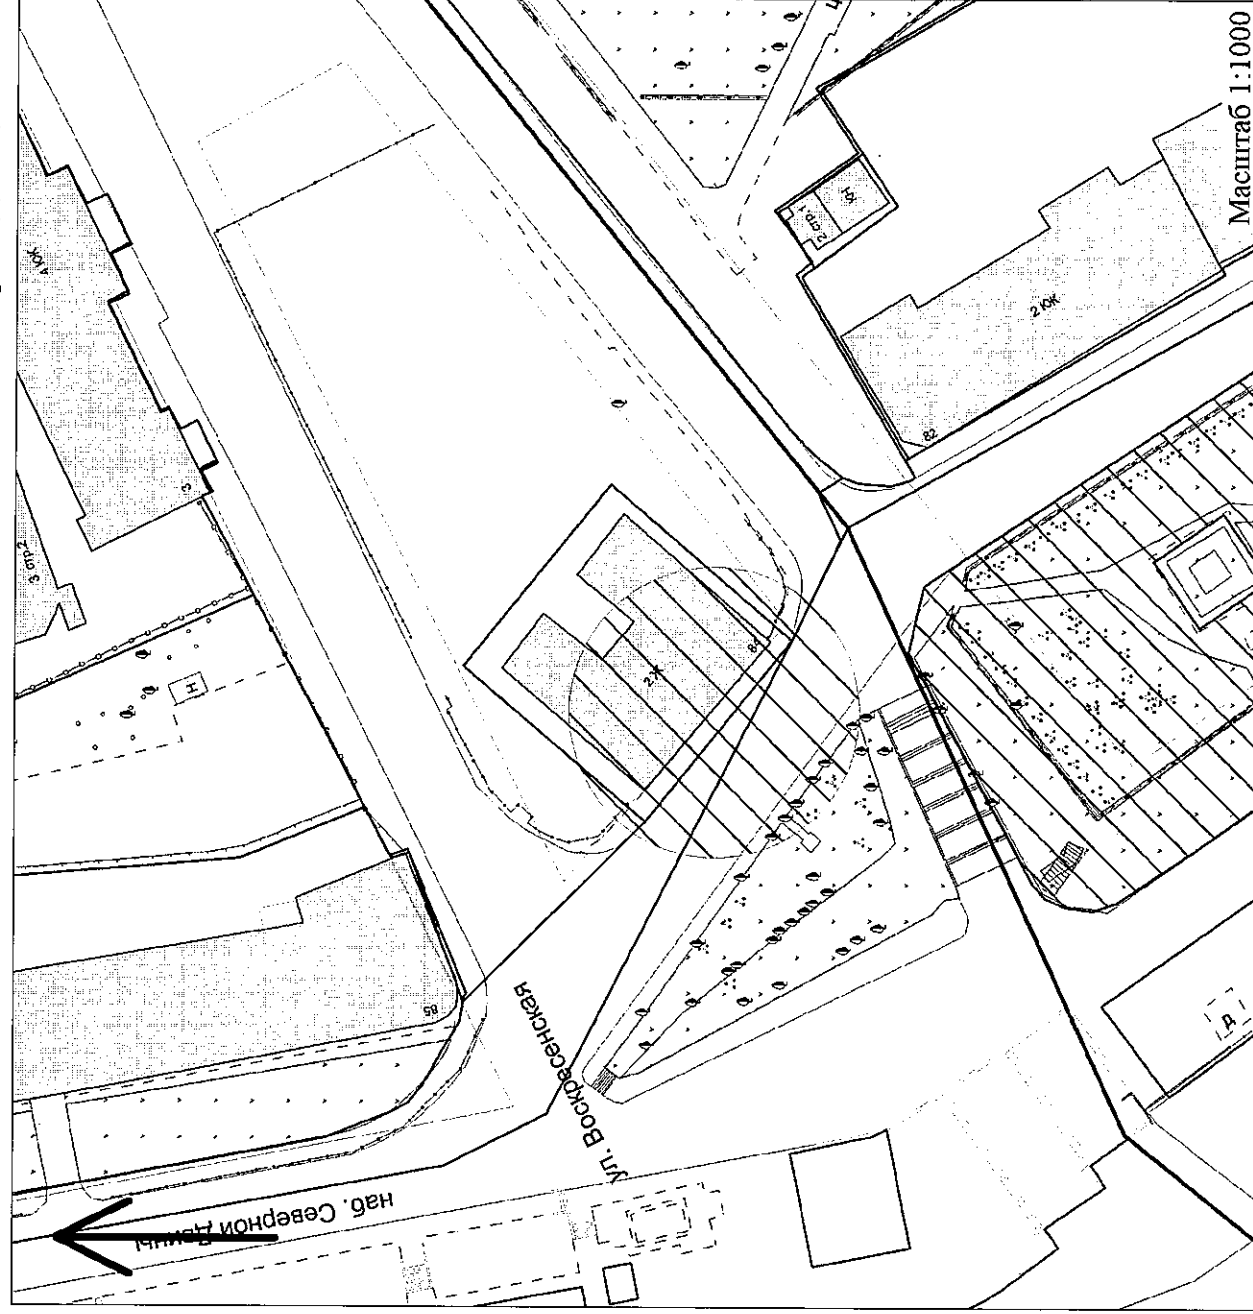 4 КЖ
3 стр.2
3
Н
85
2 Ж
84
2 стр.1
КН
2 КЖ
82
ул. Воскресенская
наб. Северной Двины
Д
Масштаб 1:1000